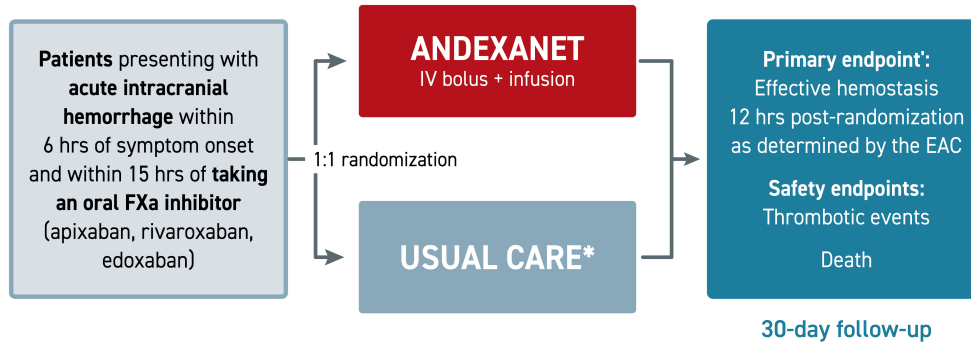 Patients presenting with
acute intracranial
hemorrhage within
6 hrs of symptom onset
and within 15 hrs of taking
an oral FXa inhibitor
(apixaban, rivaroxaban,
edoxaban)
1:1 randomization
ANDEXANET
IV bolus + infusion
USUAL CARE*
Primary endpoint':
Effective hemostasis
12 hrs post-randomization
as determined by the EAC
Safety endpoints:
Thrombotic events
Death
30-day follow-up